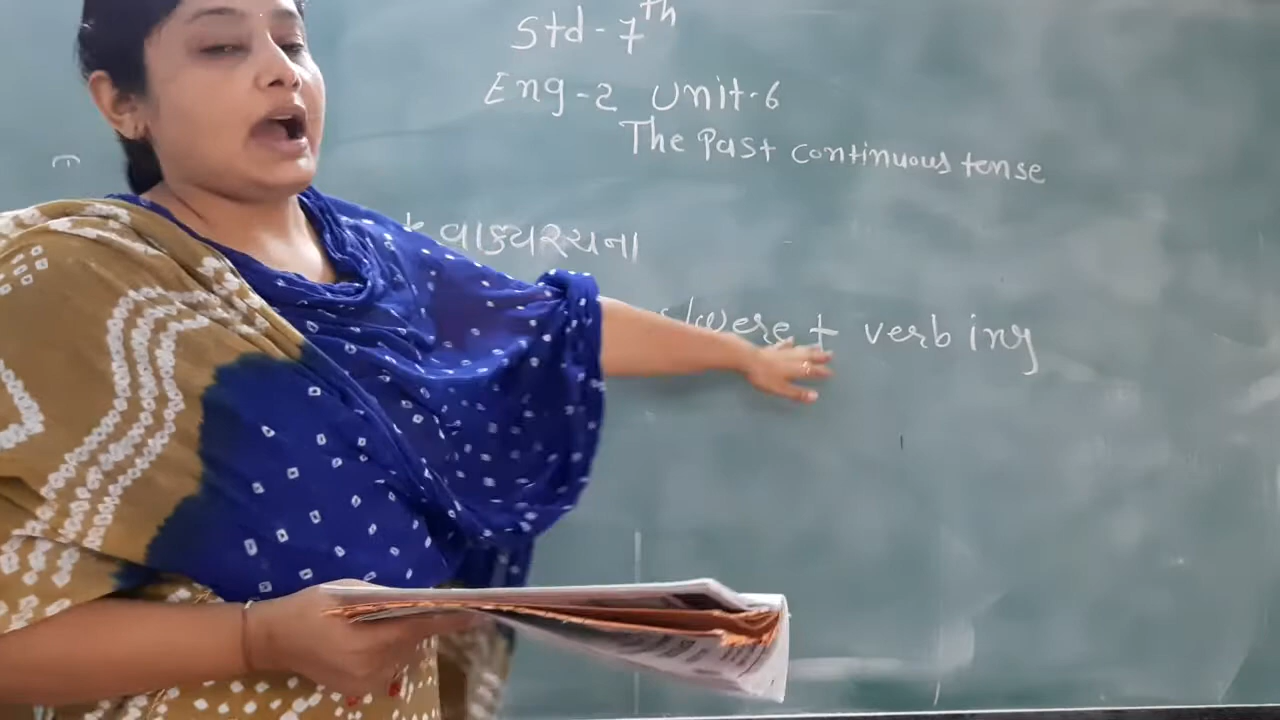 Std - 7th
Eng - 2 Unit - 6
The Past continuous tense
* વાક્યરચના
/were + verb ing